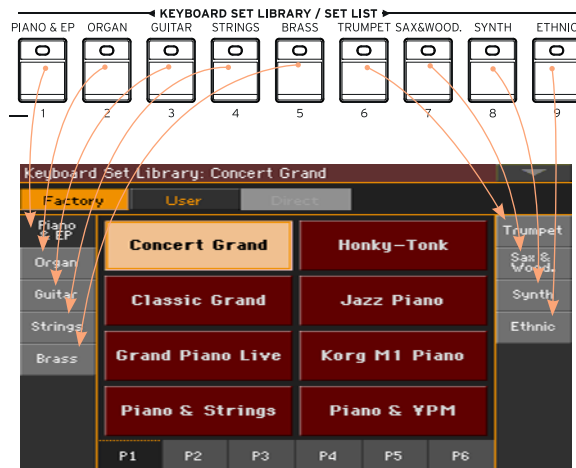 KEYBOARD SET LIBRARY / SET LIST
PIANO & EP ORGAN GUITAR STRINGS BRASS TRUMPET SAX&WOOD. SYNTH ETHNIC
1 2 3 4 5 6 7 8 9
Keyboard Set Library: Concert Grand
Factory User Direct
Piano & EP
Organ
Guitar
Strings
Brass
Concert Grand Honky-Tonk
Classic Grand Jazz Piano
Grand Piano Live Korg M1 Piano
Piano & Strings Piano & VPM
Trumpet
Sax & Wood.
Synth
Ethnic
P1 P2 P3 P4 P5 P6